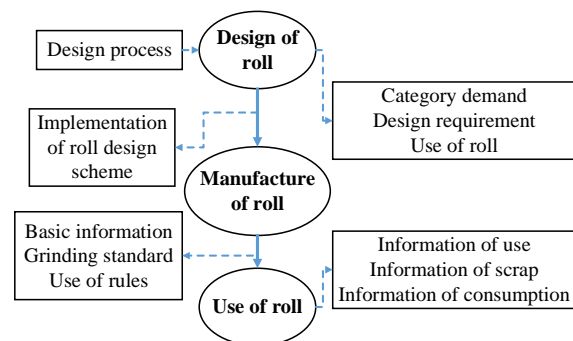 Design process
Design of
roll
Category demand
Design requirement
Use of roll
Implementation
of roll design
scheme
Manufacture
of roll
Basic information
Grinding standard
Use of rules
Information of use
Information of scrap
Information of consumption
Use of roll